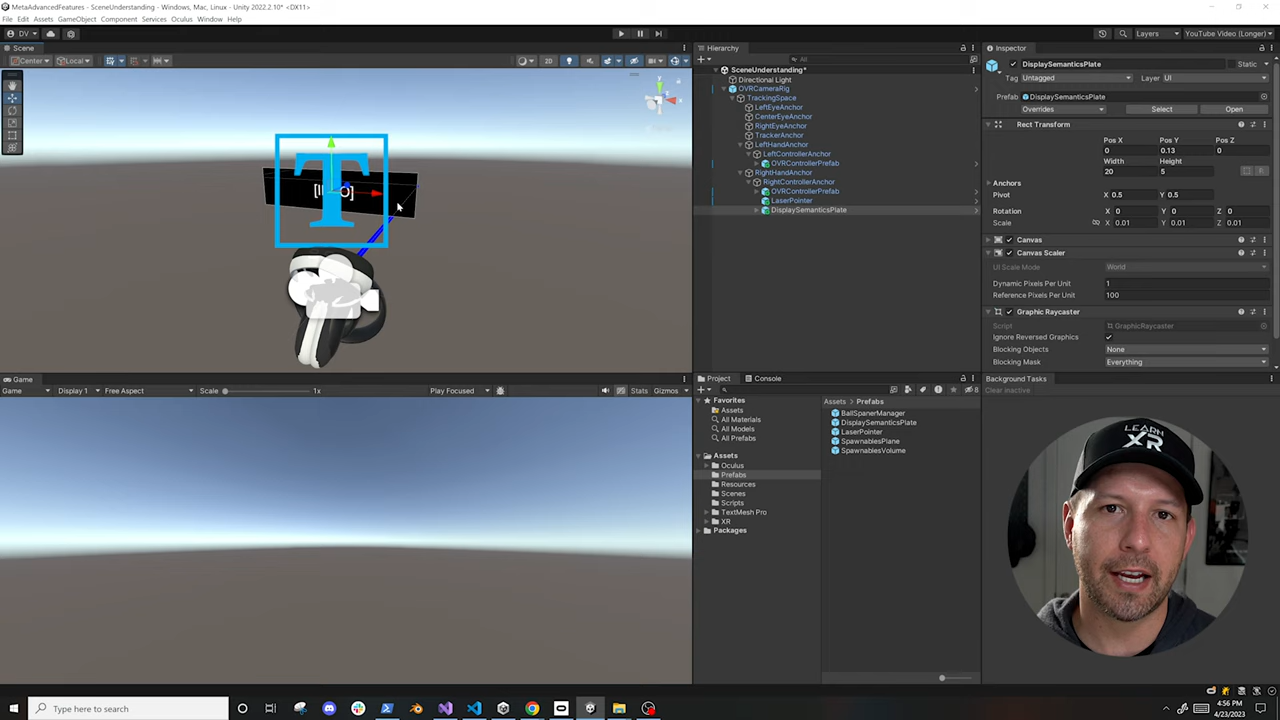 MetaAdvancedFeatures - SceneUnderstanding - Windows, Mac, Linux - Unity 2022.2.10* <DX11>
File Edit Assets GameObject Component Services Oculus Window Help
DV
Layers
YouTube Video (Longer)
Scene
Center
Local
2D
T
Hierarchy
All
SceneUnderstanding*
Directional Light
OVRCameraRig
TrackingSpace
LeftEyeAnchor
CenterEyeAnchor
RightEyeAnchor
TrackerAnchor
LeftHandAnchor
LeftControllerAnchor
OVRControllerPrefab
RightHandAnchor
RightControllerAnchor
OVRControllerPrefab
LaserPointer
DisplaySemanticsPlate
Inspector
DisplaySemanticsPlate
Static
Tag Untagged Layer UI
Prefab DisplaySemanticsPlate
Overrides Select Open
Rect Transform
Pos X Pos Y
0 0.13
Width Height
20 5
Anchors
Pivot X 0.5 Y 0.5
Rotation X 0 Y 0 Z 0
Scale X 0.01 Y 0.01 Z 0.01
Canvas
Canvas Scaler
UI Scale Mode World
Dynamic Pixels Per Unit 1
Reference Pixels Per Unit 100
Graphic Raycaster
Script GraphicRaycaster
Ignore Reversed Graphics
Blocking Objects None
Blocking Mask Everything
Game
Game Display 1 Free Aspect Scale 1x Play Focused Stats Gizmos
Project Console
8
Favorites
Assets
All Materials
All Models
All Prefabs
Assets
Oculus
Prefabs
Resources
Scenes
Scripts
TextMesh Pro
XR
Packages
Assets > Prefabs
BallSpanerManager
DisplaySemanticsPlate
LaserPointer
SpawnablesPlane
SpawnablesVolume
Background Tasks
Clear inactive
LEARN
XR
Type here to search
4:56 PM
4/23/2023